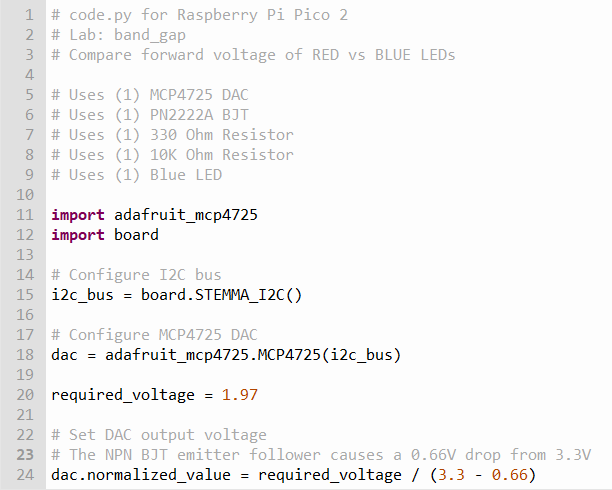 1 # code.py for Raspberry Pi Pico 2
2 # Lab: band_gap
3 # Compare forward voltage of RED vs BLUE LEDs
4
5 # Uses (1) MCP4725 DAC
6 # Uses (1) PN2222A BJT
7 # Uses (1) 330 Ohm Resistor
8 # Uses (1) 10K Ohm Resistor
9 # Uses (1) Blue LED
10
11 import adafruit_mcp4725
12 import board
13
14 # Configure I2C bus
15 i2c_bus = board.STEMMA_I2C()
16
17 # Configure MCP4725 DAC
18 dac = adafruit_mcp4725.MCP4725(i2c_bus)
19
20 required_voltage = 1.97
21
22 # Set DAC output voltage
23 # The NPN BJT emitter follower causes a 0.66V drop from 3.3V
24 dac.normalized_value = required_voltage / (3.3 - 0.66)